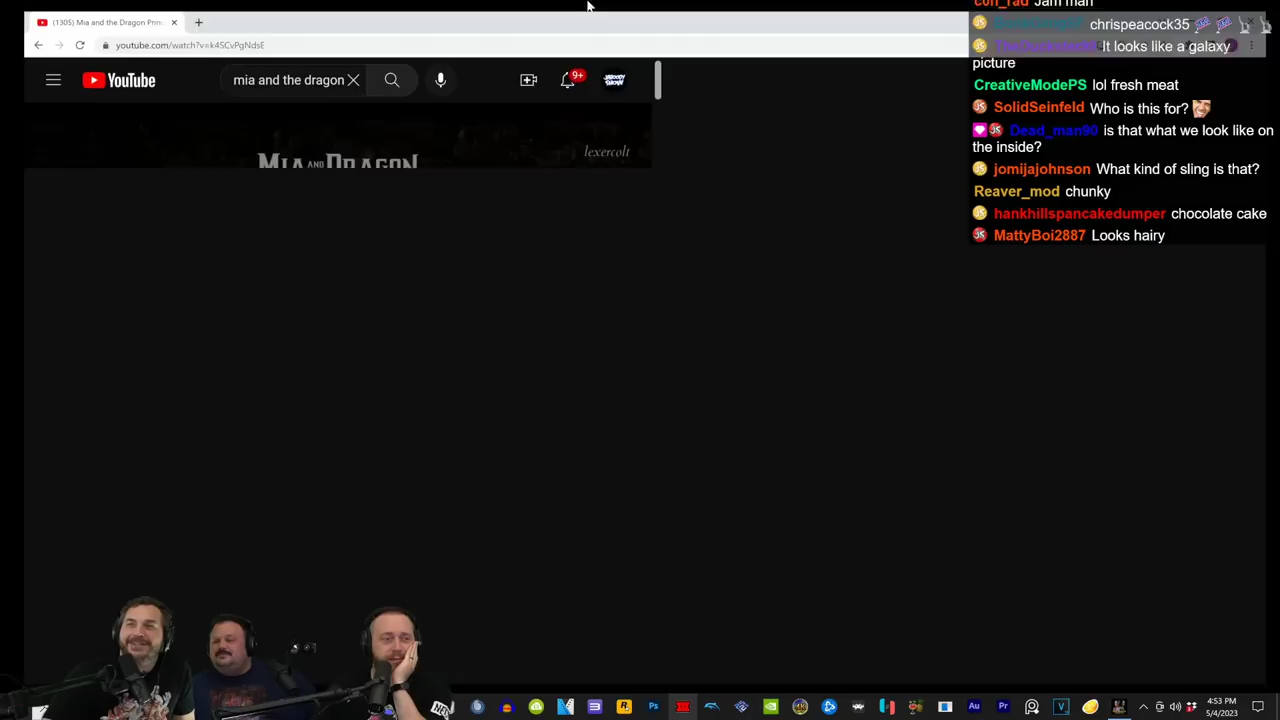 (1305) Mia and the Dragon Prin
youtube.com/watch?v=k4SCvPgNdsE
YouTube
mia and the dragon
9+
MIA AND DRAGON
lexercolt
con_rad Jam man
chrispeacock35
It looks like a galaxy
picture
CreativeModePS lol fresh meat
SolidSeinfeld Who is this for?
Dead_man90 is that what we look like on
the inside?
jomijajohnson What kind of sling is that?
Reaver_mod chunky
hankhillspancakedumper chocolate cake
MattyBoi2887 Looks hairy
4:53 PM
5/4/2023